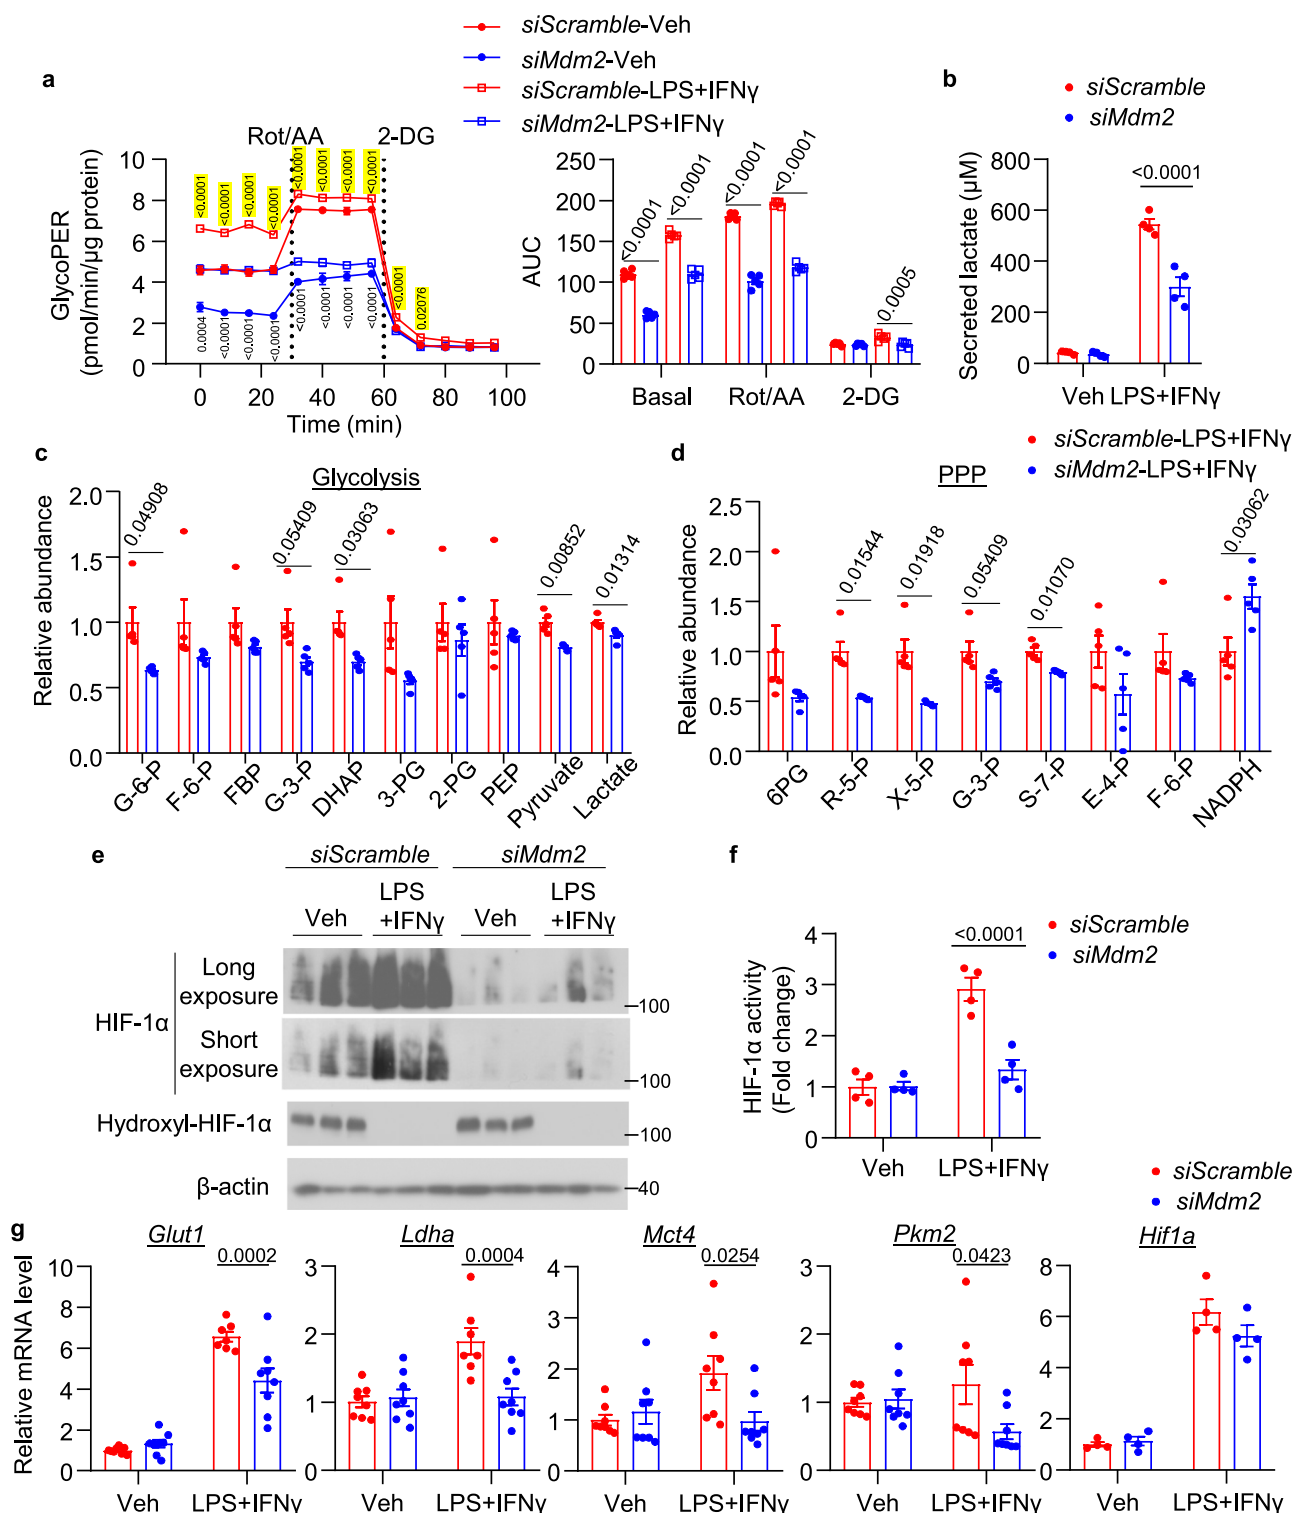 siScramble-Veh
siMdm2-Veh
siScramble-LPS+IFNγ
siMdm2-LPS+IFNγ
a
Rot/AA
2-DG
GlycoPER
(pmol/min/µg protein)
10
8
6
4
2
0
<0.0001
<0.0001
<0.0001
<0.0001
<0.0001
<0.0001
<0.0001
<0.0001
<0.0001
0.02076
0.0004
<0.0001
<0.0001
<0.0001
<0.0001
<0.0001
<0.0001
<0.0001
0 20 40 60 80 100
Time (min)
AUC
250
200
150
100
50
0
<0.0001
<0.0001
<0.0001
<0.0001
0.0005
Basal Rot/AA 2-DG
b
siScramble
siMdm2
Secreted lactate (µM)
800
600
400
200
0
<0.0001
Veh LPS+IFNγ
siScramble-LPS+IFNγ
siMdm2-LPS+IFNγ
c
Glycolysis
Relative abundance
2.0
1.5
1.0
0.5
0.0
0.04908
0.05409
0.03063
0.00852
0.01314
G-6-P
F-6-P
FBP
G-3-P
DHAP
3-PG
2-PG
PEP
Pyruvate
Lactate
d
PPP
Relative abundance
2.5
2.0
1.5
1.0
0.5
0.0
0.01544
0.01918
0.05409
0.01070
0.03062
6PG
R-5-P
X-5-P
G-3-P
S-7-P
E-4-P
F-6-P
NADPH
e
siScramble siMdm2
Veh
LPS
+IFNγ
Veh
LPS
+IFNγ
HIF-1α
Long
exposure
100
Short
exposure
100
Hydroxyl-HIF-1α
100
β-actin
40
f
siScramble
siMdm2
HIF-1α activity
(Fold change)
4
3
2
1
0
<0.0001
Veh LPS+IFNγ
siScramble
siMdm2
g
Relative mRNA level
Glut1
0.0002
10
8
6
4
2
0
Veh LPS+IFNγ
Ldha
0.0004
3
2
1
0
Veh LPS+IFNγ
Mct4
0.0254
4
3
2
1
0
Veh LPS+IFNγ
Pkm2
0.0423
3
2
1
0
Veh LPS+IFNγ
Hif1a
8
6
4
2
0
Veh LPS+IFNγ